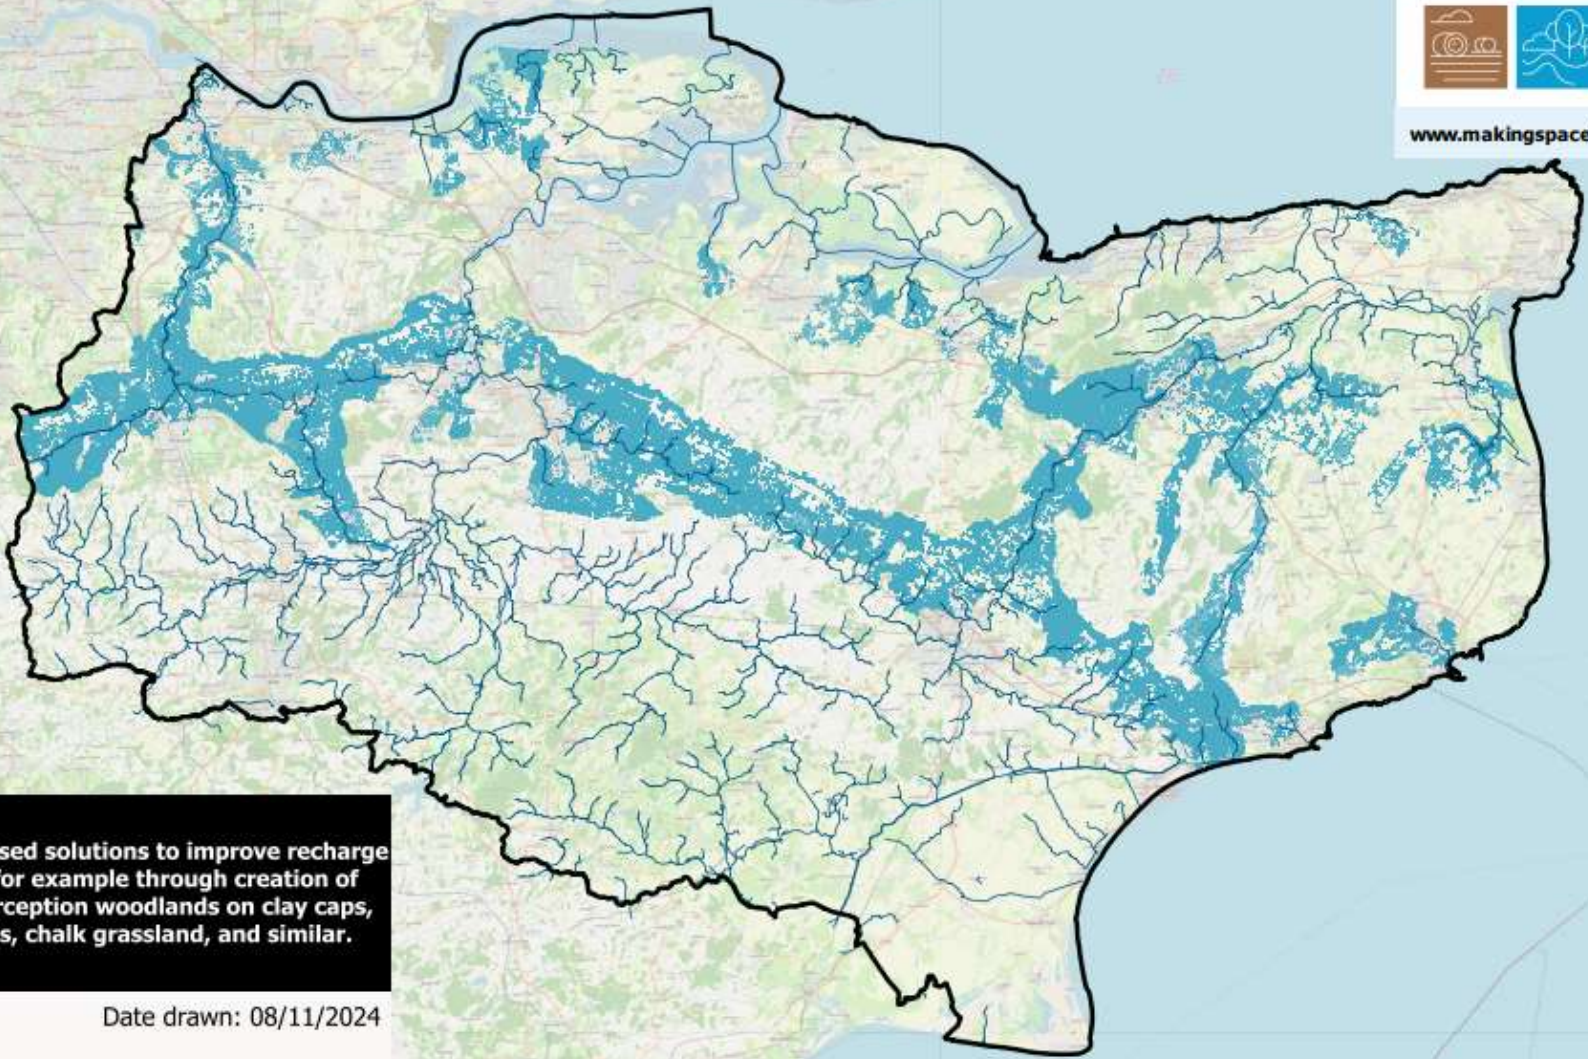 www.makingspace
sed solutions to improve recharge
for example through creation of
rception woodlands on clay caps,
s, chalk grassland, and similar.
Date drawn: 08/11/2024